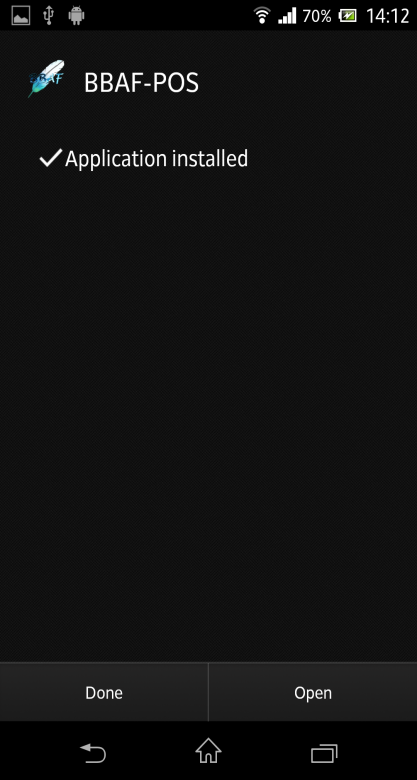 70% 14:12
BBAF-POS
Application installed
Done Open